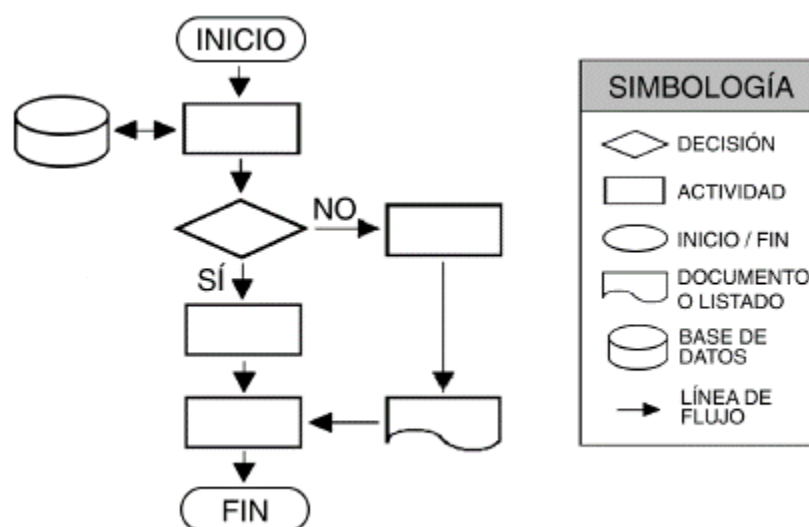 INICIO
NO
SÍ
FIN
SIMBOLOGÍA
DECISIÓN
ACTIVIDAD
INICIO / FIN
DOCUMENTO
O LISTADO
BASE DE
DATOS
LÍNEA DE
FLUJO